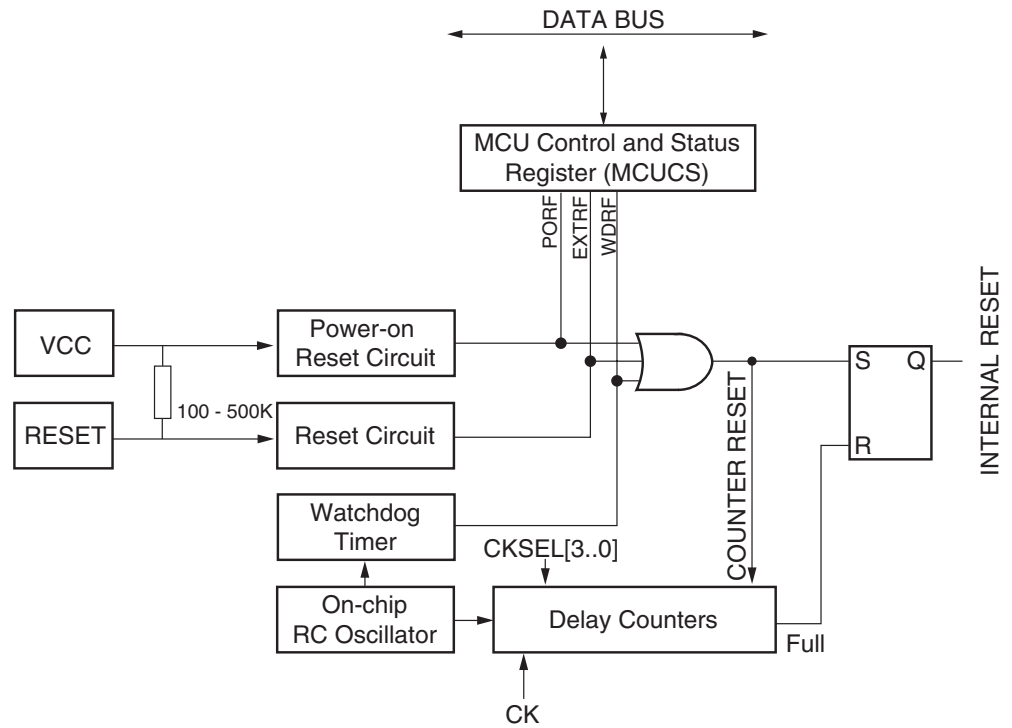 DATA BUS
MCU Control and Status
Register (MCUCS)
PORF
EXTRF
WDRF
VCC
Power-on
Reset Circuit
100 - 500K
RESET
Reset Circuit
Watchdog
Timer
On-chip
RC Oscillator
CKSEL[3..0]
Delay Counters
CK
Full
COUNTER RESET
S
Q
R
INTERNAL RESET